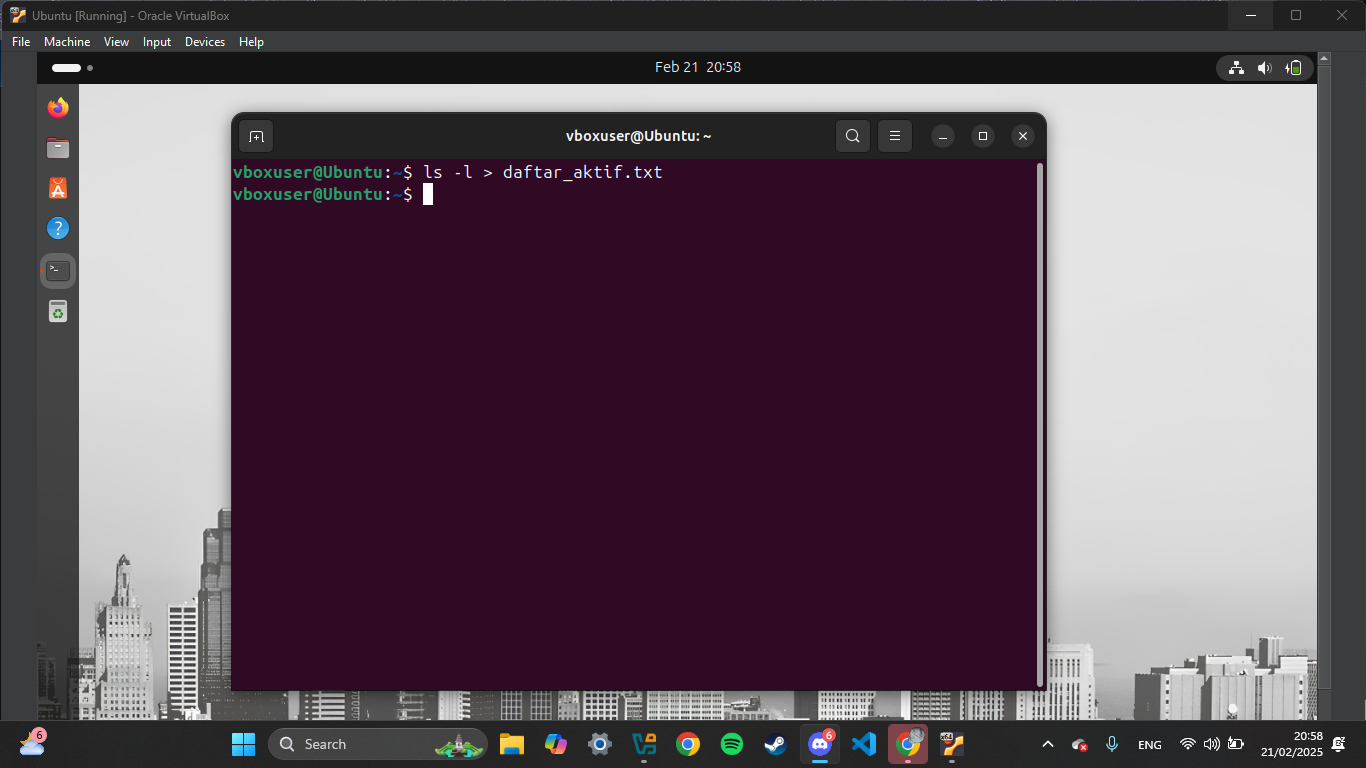 Ubuntu [Running] - Oracle VirtualBox
File Machine View Input Devices Help
Feb 21 20:58
vboxuser@Ubuntu: ~
vboxuser@Ubuntu:~$ ls -l > daftar_aktif.txt
vboxuser@Ubuntu:~$
6
Search
6
ENG
20:58
21/02/2025